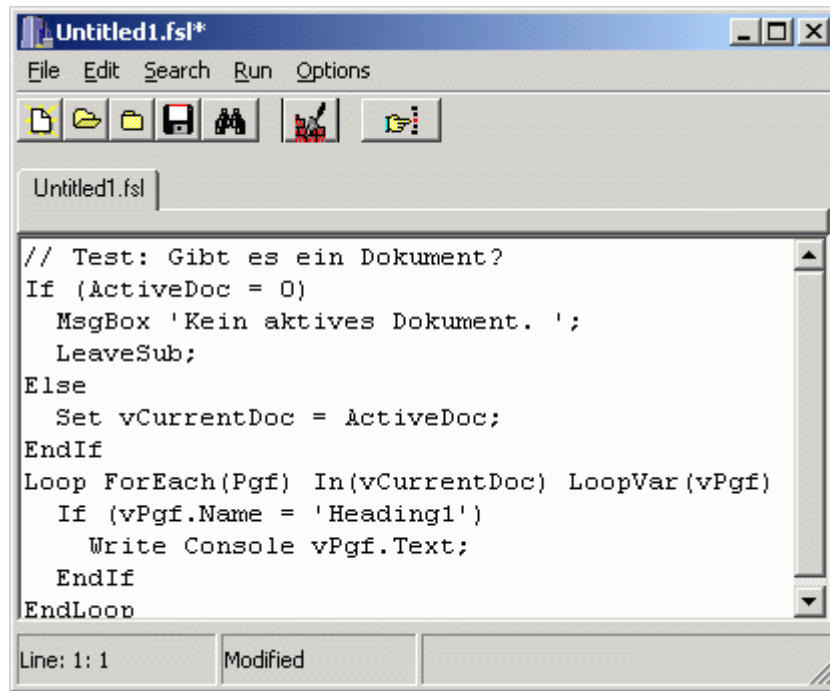 Untitled1.fsl*
File Edit Search Run Options
Untitled1.fsl
// Test: Gibt es ein Dokument?
If (ActiveDoc = 0)
  MsgBox 'Kein aktives Dokument. ';
  LeaveSub;
Else
  Set vCurrentDoc = ActiveDoc;
EndIf
Loop ForEach(Pgf) In(vCurrentDoc) LoopVar(vPgf)
  If (vPgf.Name = 'Heading1')
    Write Console vPgf.Text;
  EndIf
EndLoop
Line: 1: 1 Modified